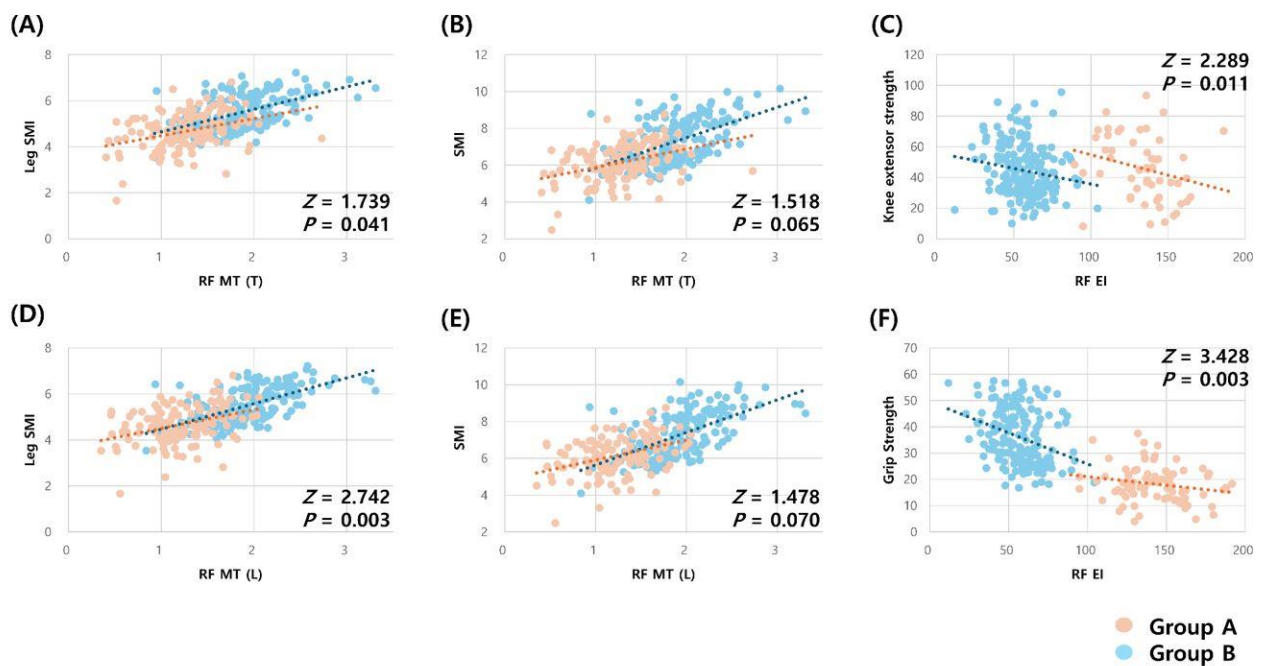 (A)
Leg SMI
8
6
4
2
0
0 1 2 3
RF MT (T)
Z = 1.739
P = 0.041
(B)
SMI
12
10
8
6
4
2
0 1 2 3
RF MT (T)
Z = 1.518
P = 0.065
(C)
Knee extensor strength
120
100
80
60
40
20
0
0 50 100 150 200
RF EI
Z = 2.289
P = 0.011
(D)
Leg SMI
8
6
4
2
0
0 1 2 3
RF MT (L)
Z = 2.742
P = 0.003
(E)
SMI
12
10
8
6
4
2
0 1 2 3
RF MT (L)
Z = 1.478
P = 0.070
(F)
Grip Strength
70
60
50
40
30
20
10
0
0 50 100 150 200
RF EI
Z = 3.428
P = 0.003
Group A
Group B